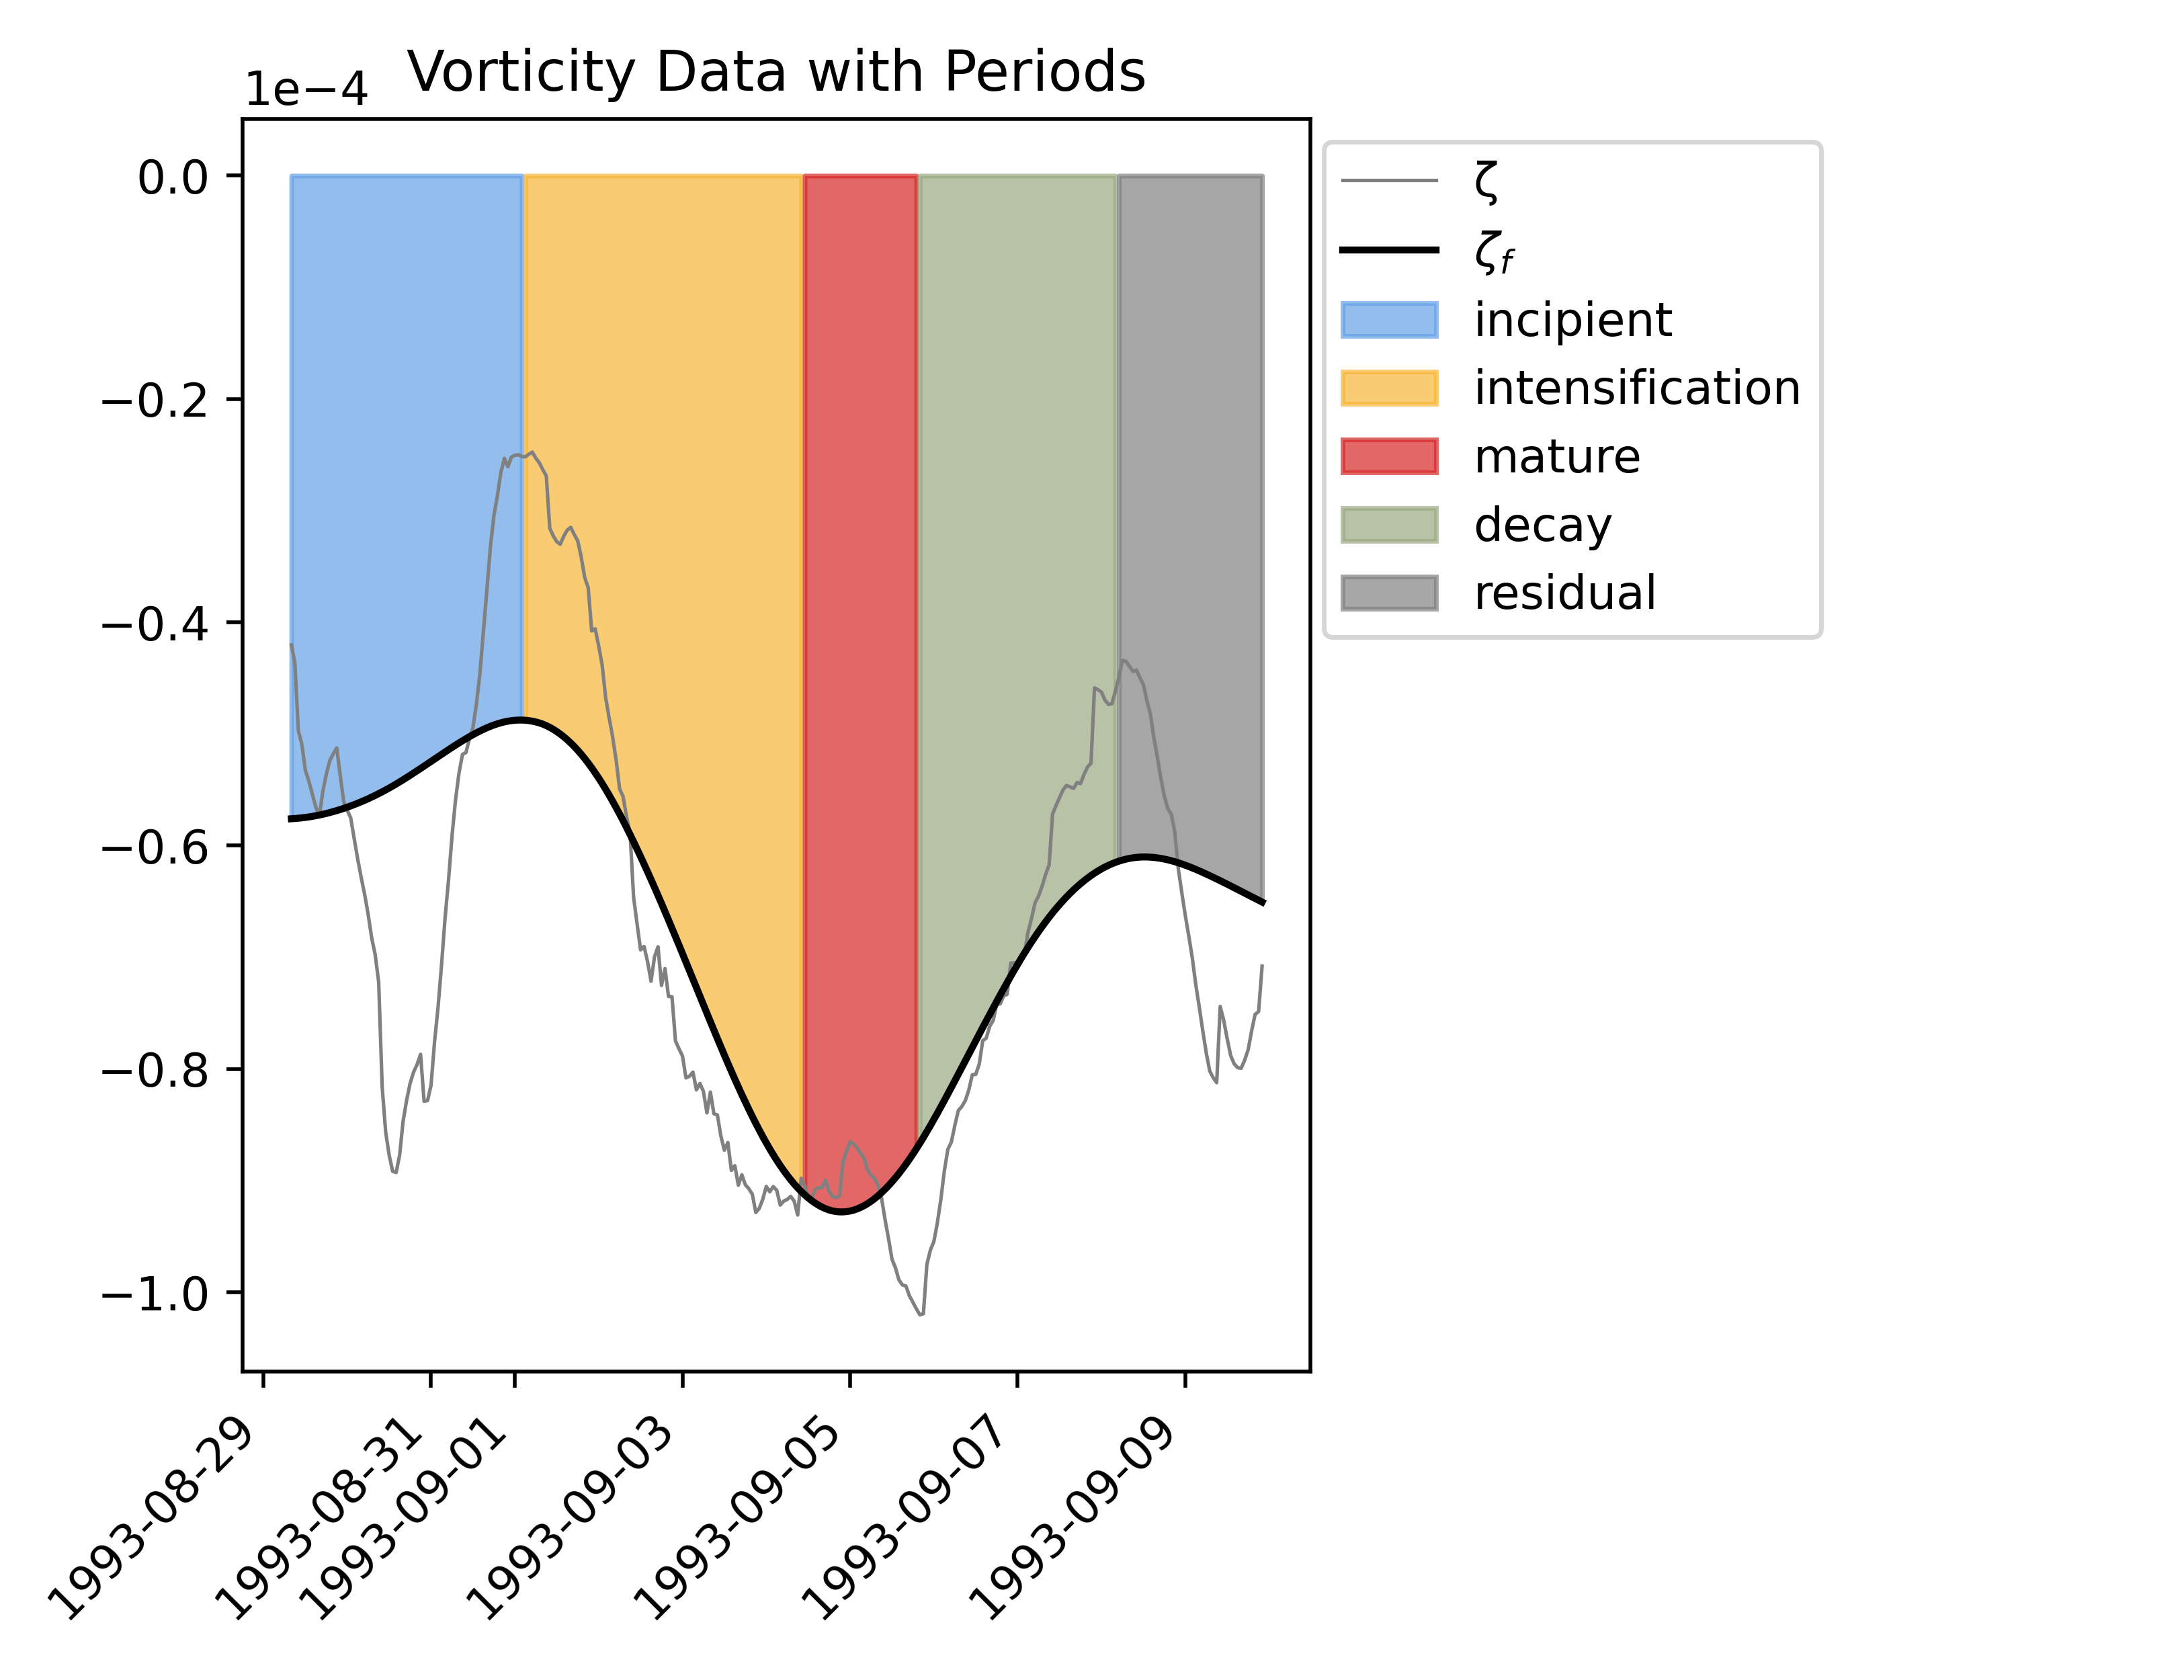 Vorticity Data with Periods
1e−4
0.0
−0.2
−0.4
−0.6
−0.8
−1.0
1993-08-29
1993-08-31
1993-09-01
1993-09-03
1993-09-05
1993-09-07
1993-09-09
ζ
ζf
incipient
intensification
mature
decay
residual